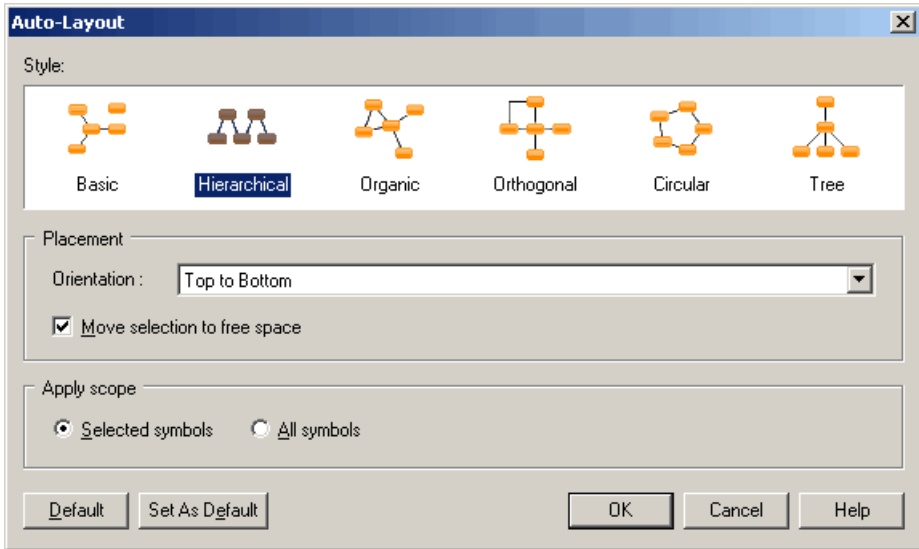 Auto-Layout
Style:
Basic Hierarchical Organic Orthogonal Circular Tree
Placement
Orientation : Top to Bottom
Move selection to free space
Apply scope
Selected symbols All symbols
Default Set As Default OK Cancel Help